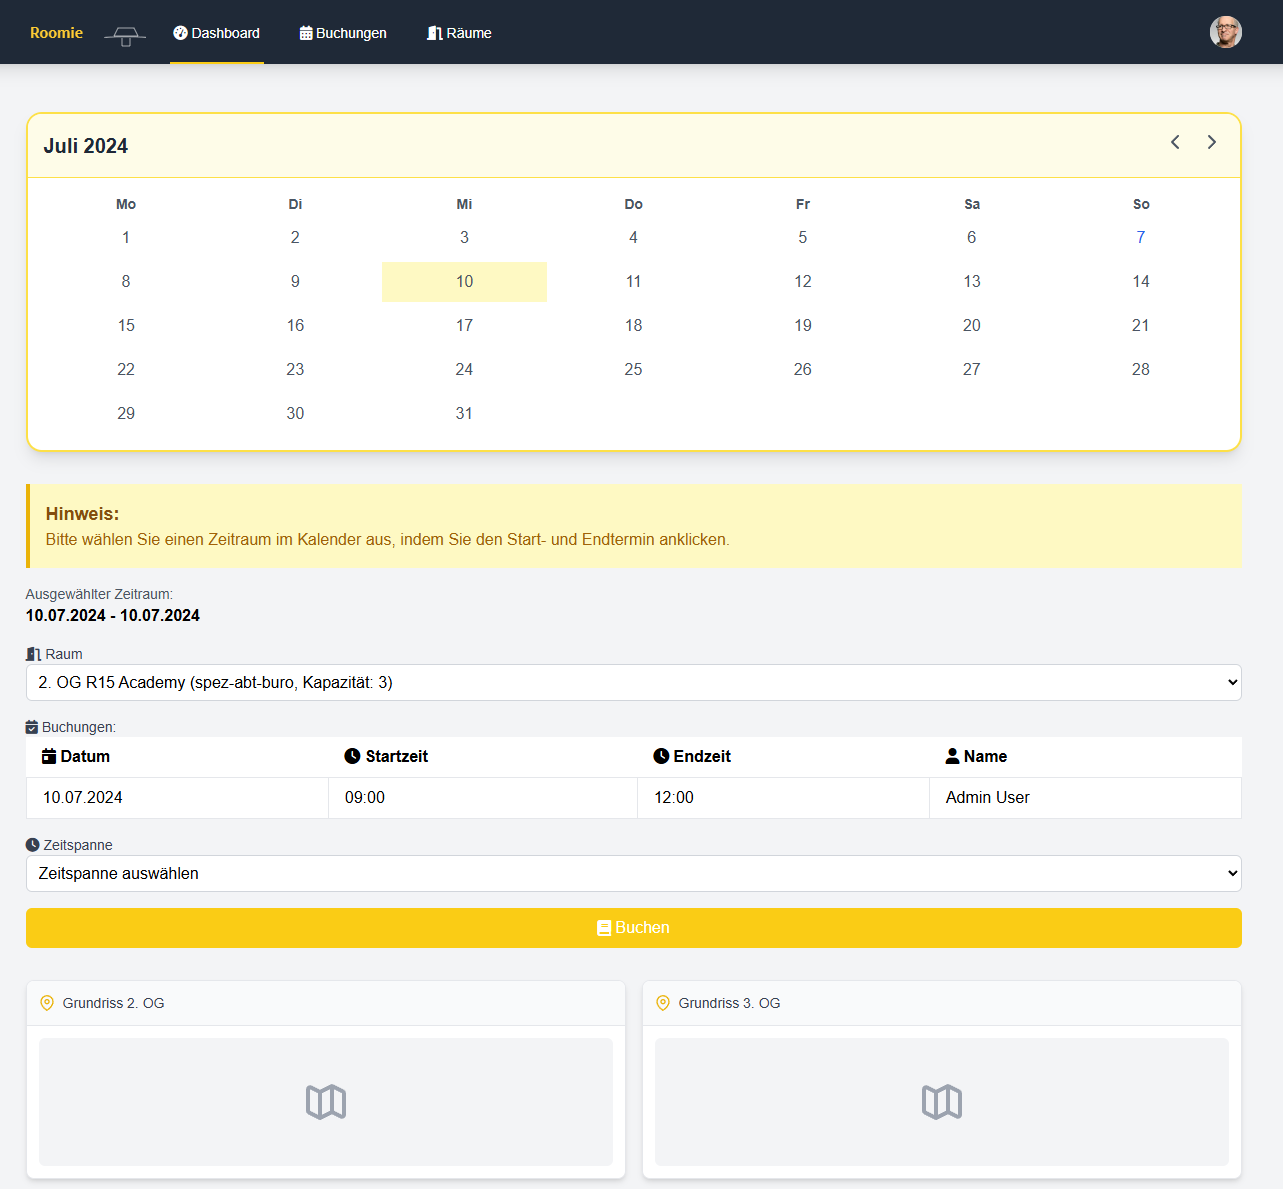 Roomie Dashboard Buchungen Räume
Juli 2024
Mo Di Mi Do Fr Sa So
1 2 3 4 5 6 7
8 9 10 11 12 13 14
15 16 17 18 19 20 21
22 23 24 25 26 27 28
29 30 31
Hinweis:
Bitte wählen Sie einen Zeitraum im Kalender aus, indem Sie den Start- und Endtermin anklicken.
Ausgewählter Zeitraum:
10.07.2024 - 10.07.2024
Raum
2. OG R15 Academy (spez-abt-buro, Kapazität: 3)
Buchungen:
Datum Startzeit Endzeit Name
10.07.2024 09:00 12:00 Admin User
Zeitspanne
Zeitspanne auswählen
Buchen
Grundriss 2. OG Grundriss 3. OG